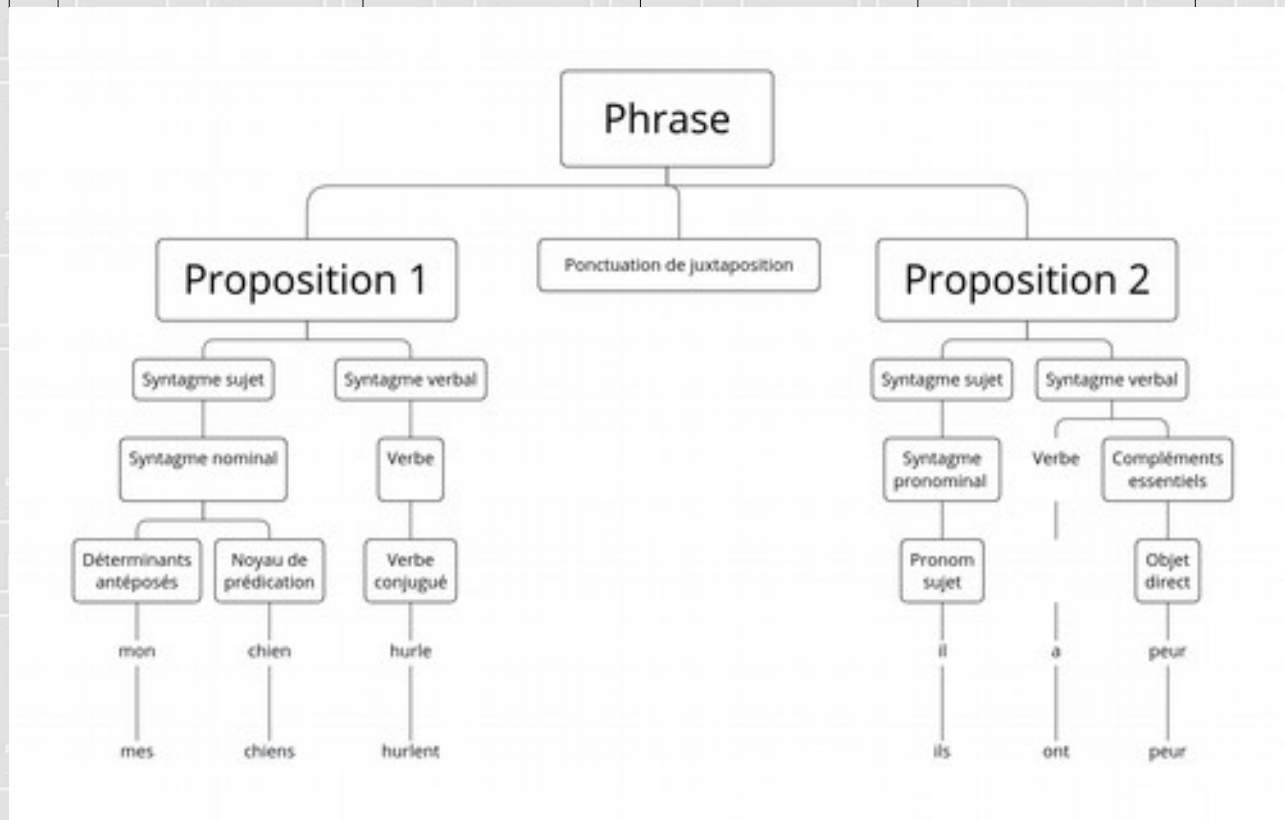 Phrase
Proposition 1
Ponctuation de juxtaposition
Proposition 2
Syntagme sujet
Syntagme verbal
Syntagme sujet
Syntagme verbal
Syntagme nominal
Verbe
Syntagme
pronominal
Verbe
Compléments
essentiels
Déterminants
antéposés
Noyau de
prédication
Verbe
conjugué
Pronom
sujet
Objet
direct
mon
chien
hurle
il
a
peur
mes
chiens
hurlent
ils
ont
peur